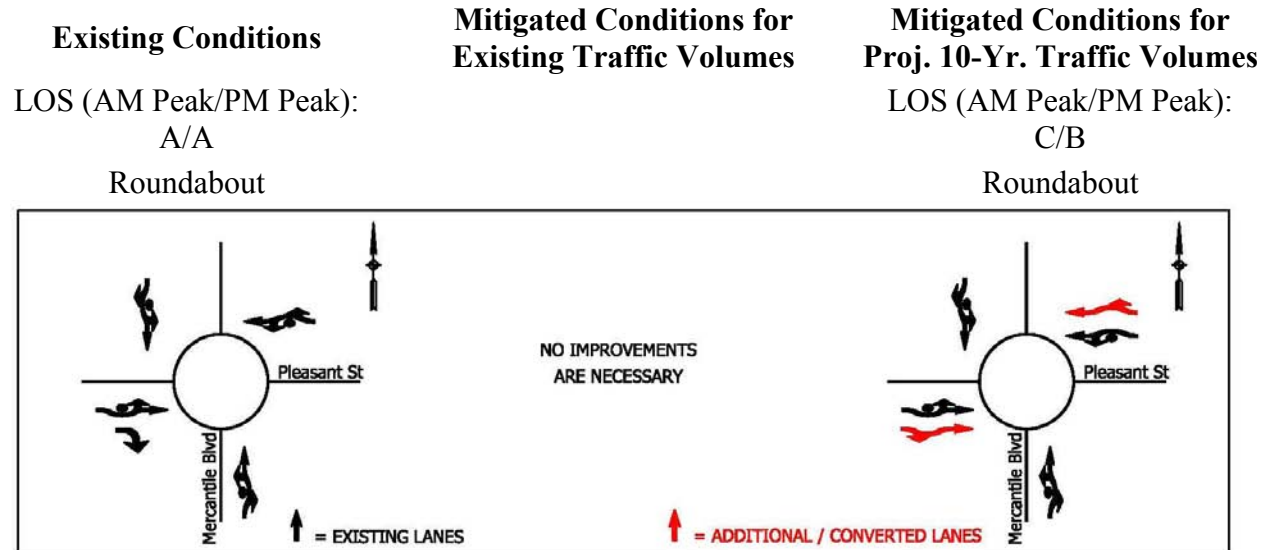 Existing Conditions
Mitigated Conditions for
Existing Traffic Volumes
Mitigated Conditions for
Proj. 10-Yr. Traffic Volumes
LOS (AM Peak/PM Peak):
A/A
Roundabout
LOS (AM Peak/PM Peak):
C/B
Roundabout
Pleasant St
Mercantile Blvd
NO IMPROVEMENTS
ARE NECESSARY
Pleasant St
Mercantile Blvd
= EXISTING LANES
= ADDITIONAL / CONVERTED LANES